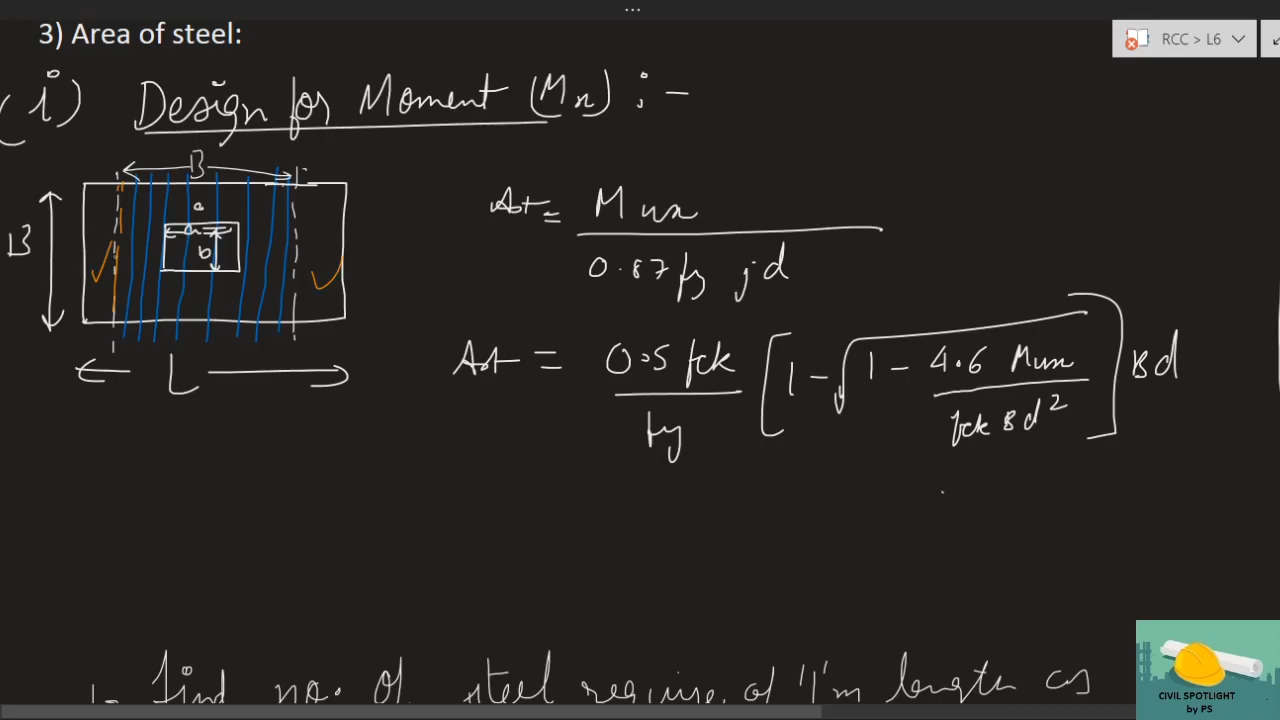 ...
3) Area of steel:
RCC > L6
(i) Design for Moment (Mx) :-
B
a
a
b
B
L
Ast = Mux / 0.87 fy j.d
Ast = 0.5 fck / fy [1 - √(1 - 4.6 Mux / fck Bd²)] Bd
find no. Of steel require. of 1'm length as
CIVIL SPOTLIGHT
by PS